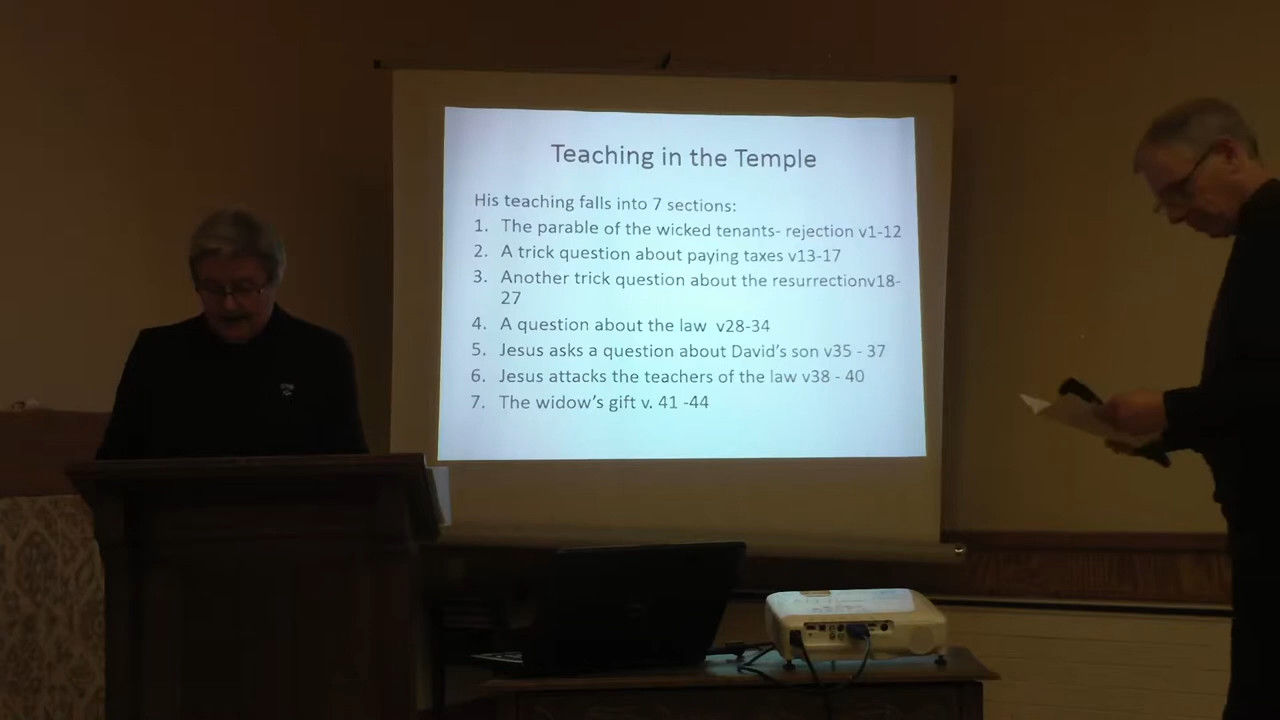 Teaching in the Temple
His teaching falls into 7 sections:
1. The parable of the wicked tenants- rejection v1-12
2. A trick question about paying taxes v13-17
3. Another trick question about the resurrectionv18-
27
4. A question about the law v28-34
5. Jesus asks a question about David's son v35 - 37
6. Jesus attacks the teachers of the law v38 - 40
7. The widow's gift v. 41 -44